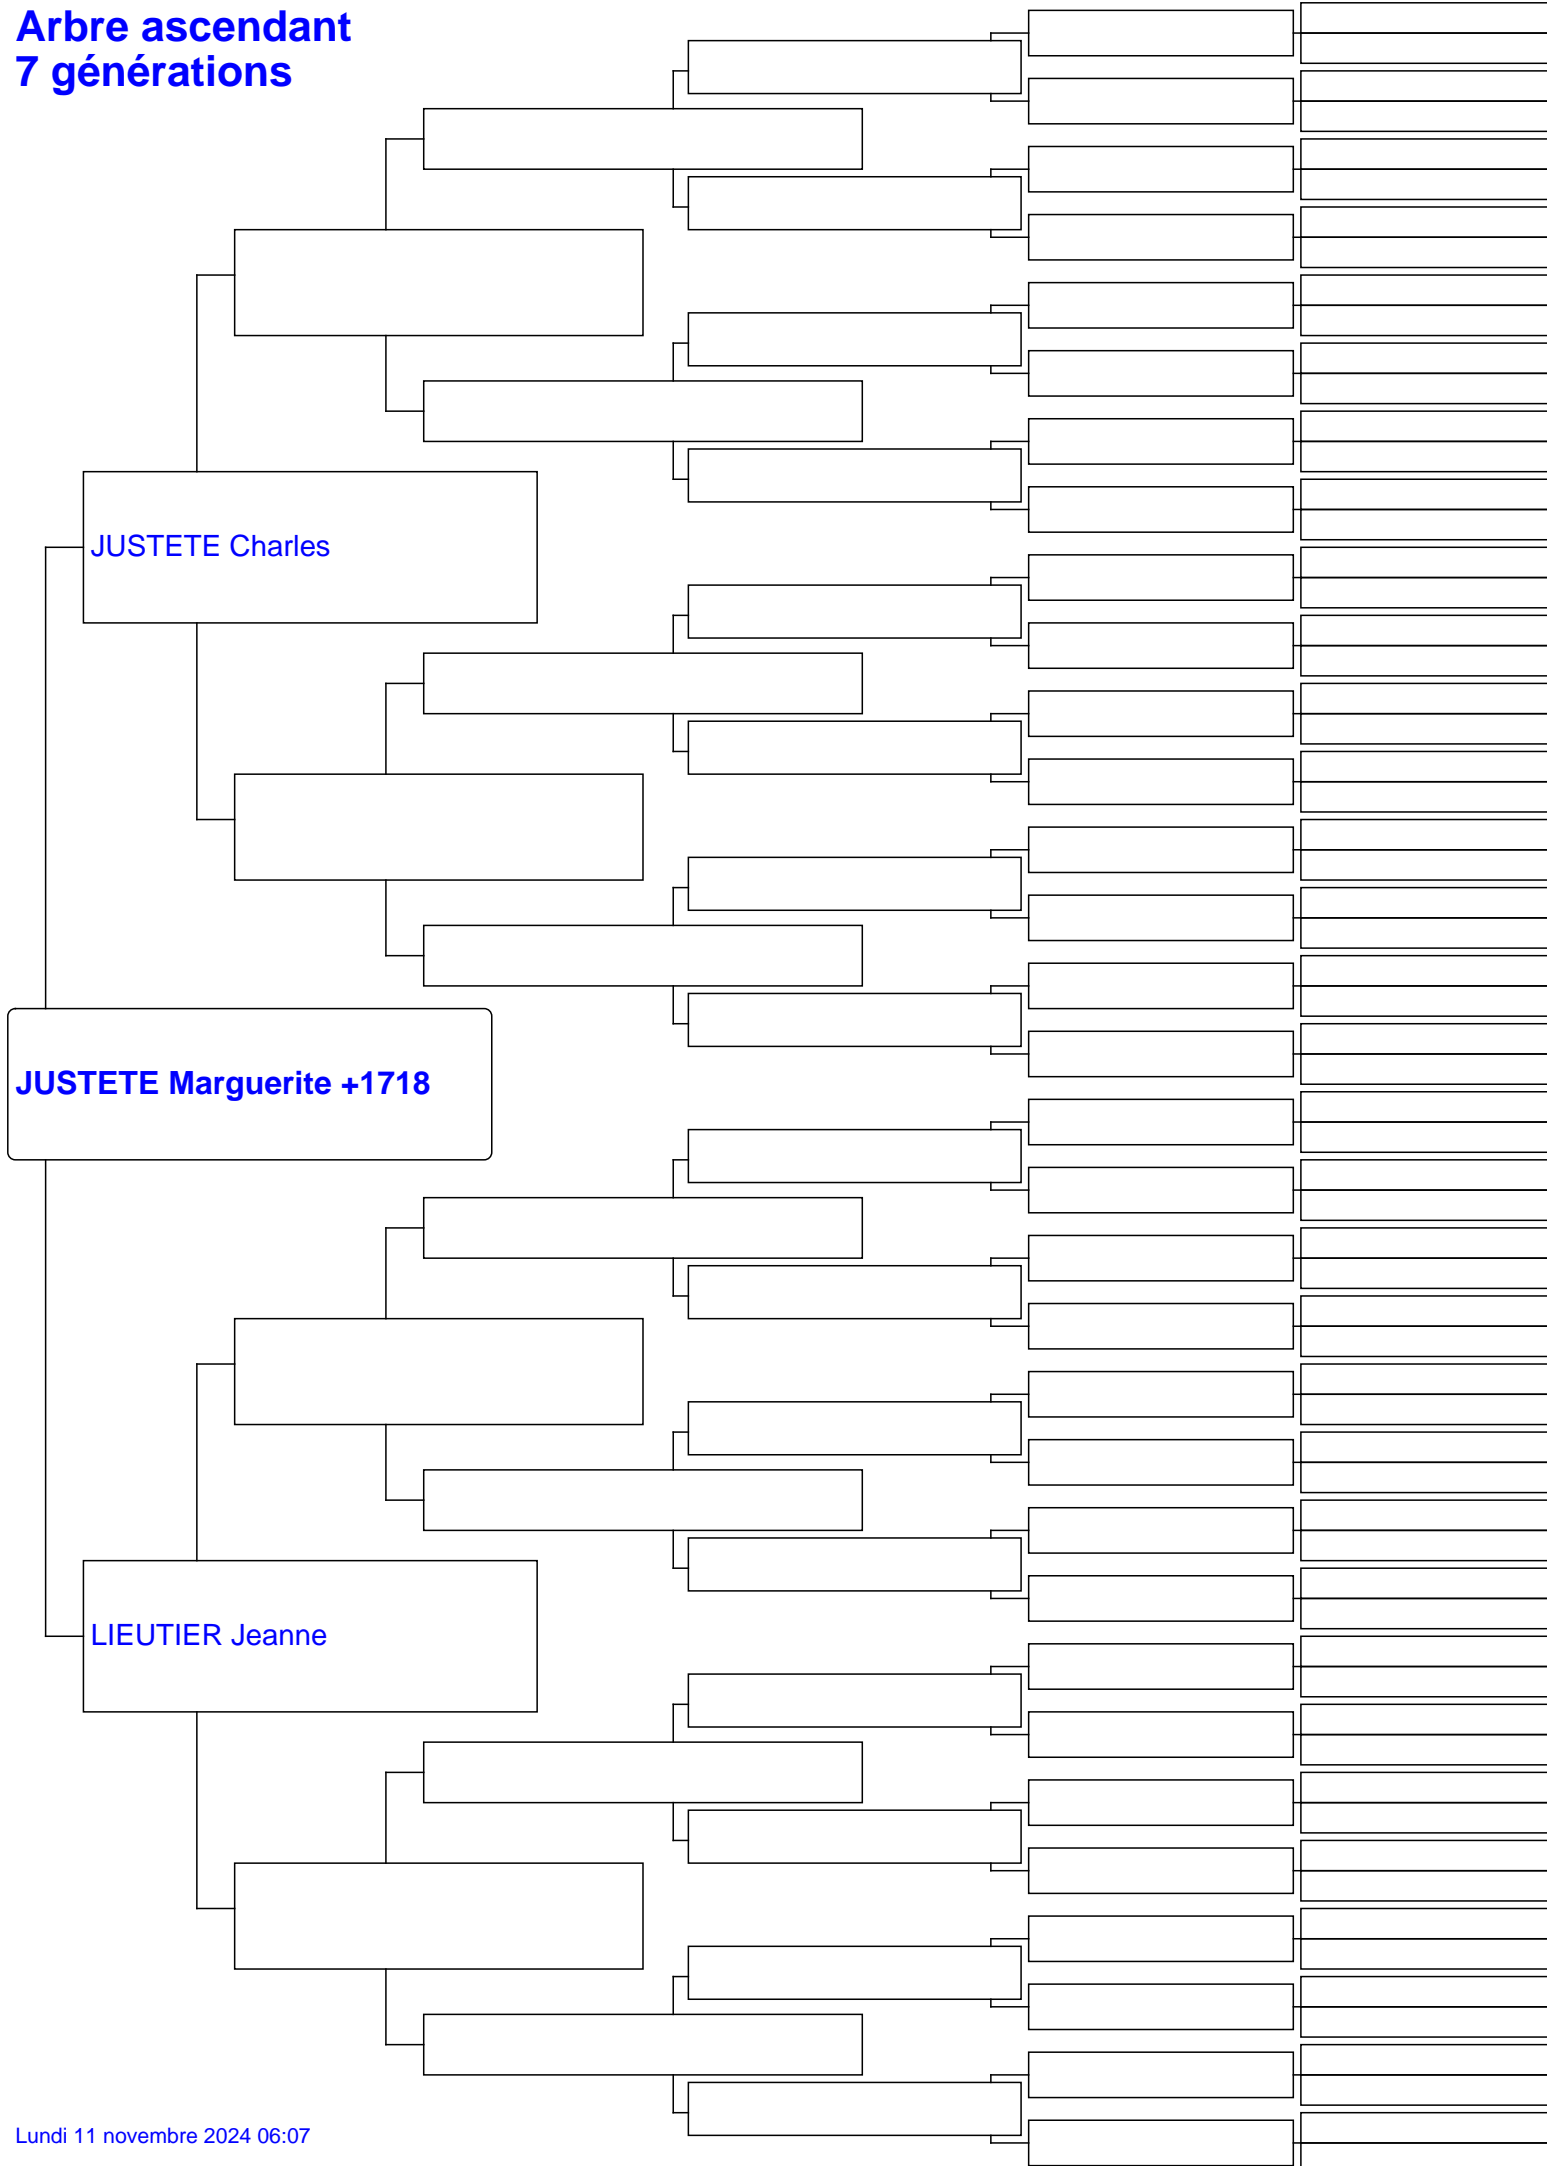 Arbre ascendant
7 générations
JUSTETE Charles
JUSTETE Marguerite +1718
LIEUTIER Jeanne
Lundi 11 novembre 2024 06:07